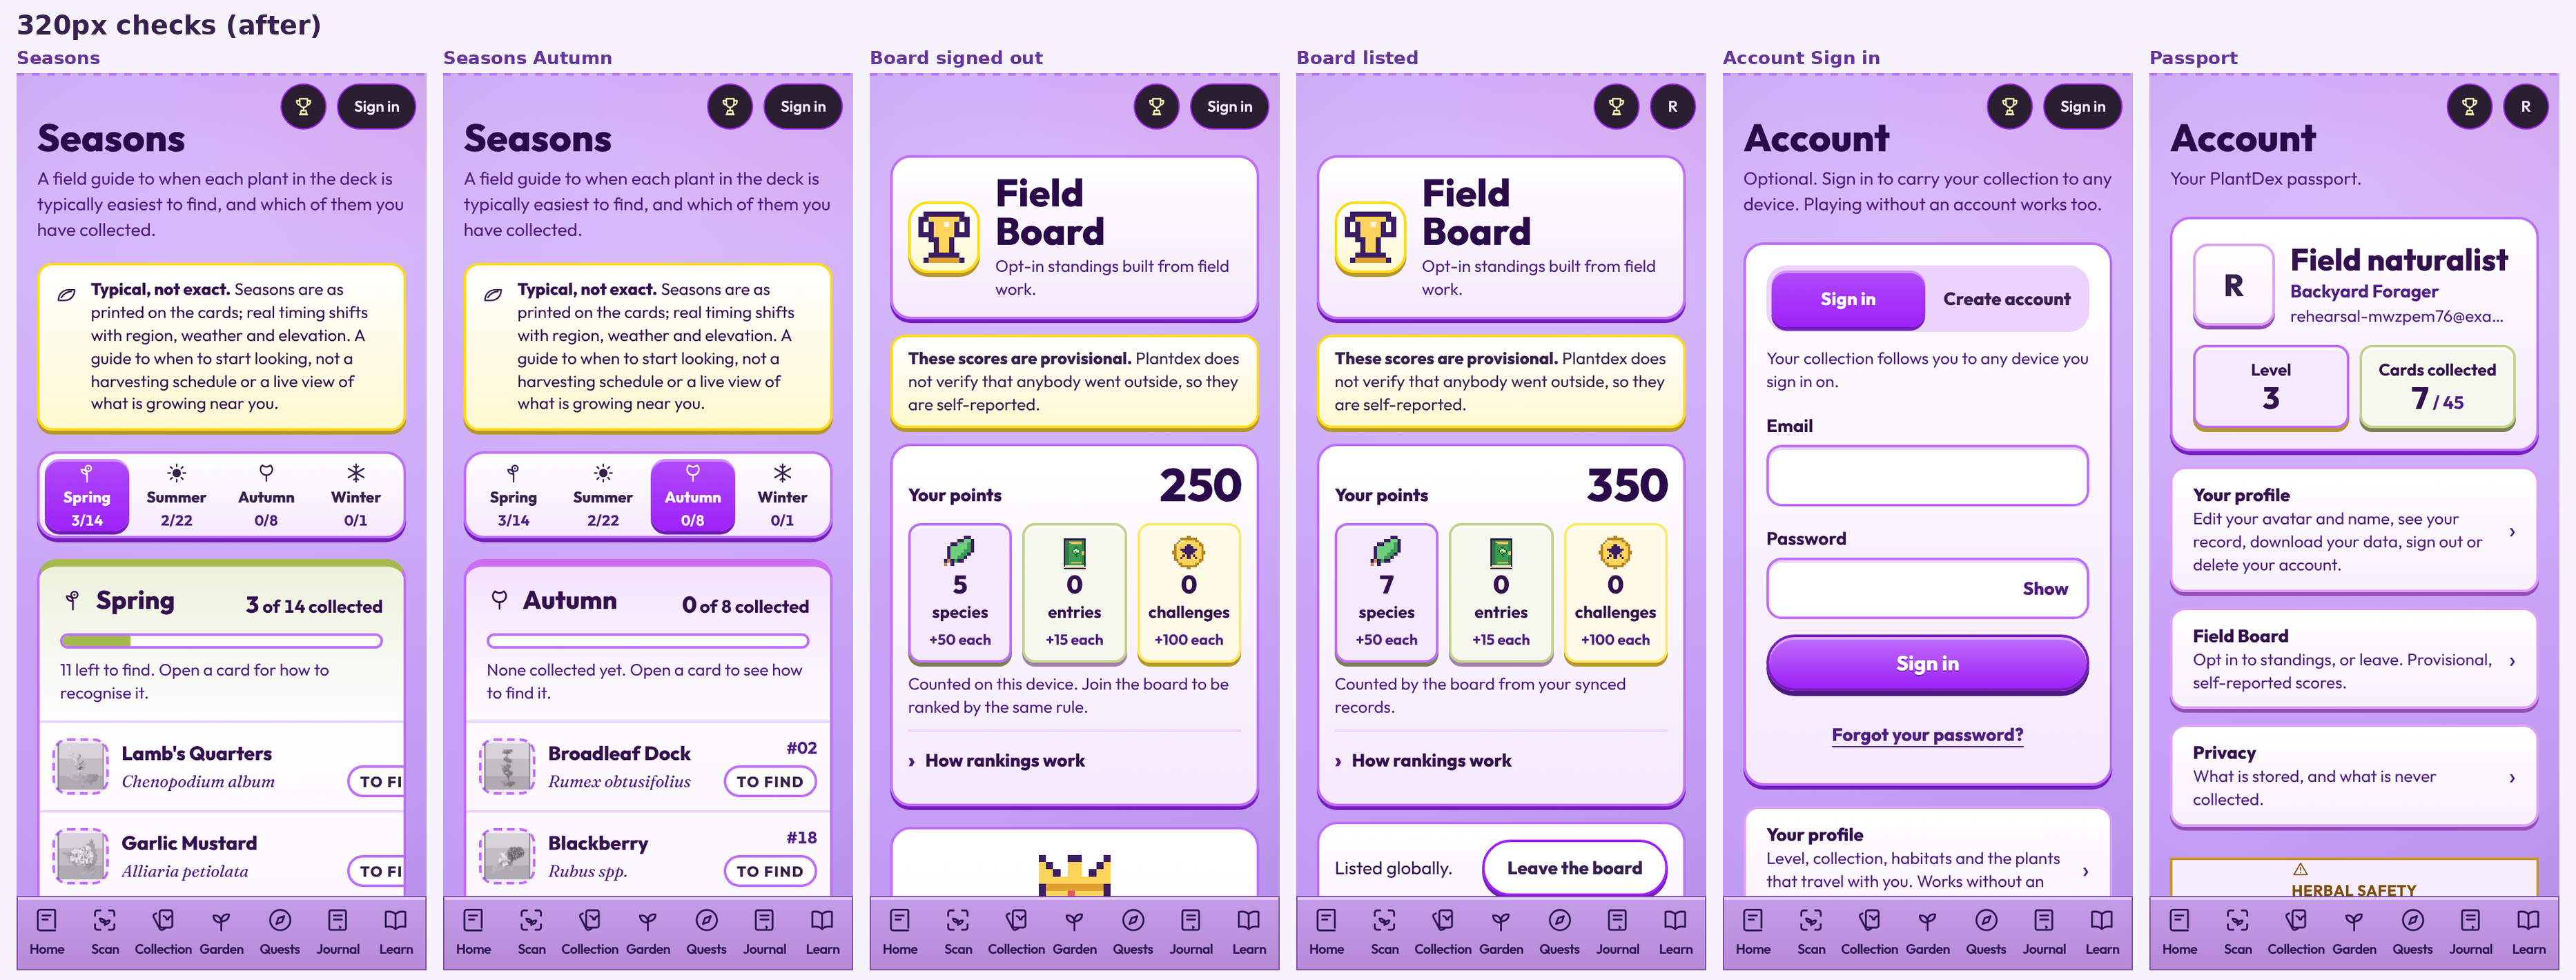 320px checks (after)
Seasons
Sign in
Seasons
A field guide to when each plant in the deck is
typically easiest to find, and which of them you
have collected.
Typical, not exact. Seasons are as
printed on the cards; real timing shifts
with region, weather and elevation. A
guide to when to start looking, not a
harvesting schedule or a live view of
what is growing near you.
Spring Summer Autumn Winter
3/14 2/22 0/8 0/1
Spring 3 of 14 collected
11 left to find. Open a card for how to
recognise it.
Lamb's Quarters
Chenopodium album TO FI
Garlic Mustard
Alliaria petiolata TO FI
Home Scan Collection Garden Quests Journal Learn
Seasons Autumn
Sign in
Seasons
A field guide to when each plant in the deck is
typically easiest to find, and which of them you
have collected.
Typical, not exact. Seasons are as
printed on the cards; real timing shifts
with region, weather and elevation. A
guide to when to start looking, not a
harvesting schedule or a live view of
what is growing near you.
Spring Summer Autumn Winter
3/14 2/22 0/8 0/1
Autumn 0 of 8 collected
None collected yet. Open a card to see how
to find it.
Broadleaf Dock #02
Rumex obtusifolius TO FIND
Blackberry #18
Rubus spp. TO FIND
Home Scan Collection Garden Quests Journal Learn
Board signed out
Sign in
Field
Board
Opt-in standings built from field
work.
These scores are provisional. Plantdex does
not verify that anybody went outside, so they
are self-reported.
Your points 250
5 0 0
species entries challenges
+50 each +15 each +100 each
Counted on this device. Join the board to be
ranked by the same rule.
› How rankings work
Home Scan Collection Garden Quests Journal Learn
Board listed
R
Field
Board
Opt-in standings built from field
work.
These scores are provisional. Plantdex does
not verify that anybody went outside, so they
are self-reported.
Your points 350
7 0 0
species entries challenges
+50 each +15 each +100 each
Counted by the board from your synced
records.
› How rankings work
Listed globally. Leave the board
Home Scan Collection Garden Quests Journal Learn
Account Sign in
Sign in
Account
Optional. Sign in to carry your collection to any
device. Playing without an account works too.
Sign in Create account
Your collection follows you to any device you
sign in on.
Email
Password
Show
Sign in
Forgot your password?
Your profile
Level, collection, habitats and the plants
that travel with you. Works without an ›
Home Scan Collection Garden Quests Journal Learn
Passport
R
Account
Your PlantDex passport.
R
Field naturalist
Backyard Forager
rehearsal-mwzpem76@exa...
Level Cards collected
3 7 / 45
Your profile
Edit your avatar and name, see your
record, download your data, sign out or ›
delete your account.
Field Board
Opt in to standings, or leave. Provisional, ›
self-reported scores.
Privacy
What is stored, and what is never ›
collected.
HERBAL SAFETY
Home Scan Collection Garden Quests Journal Learn